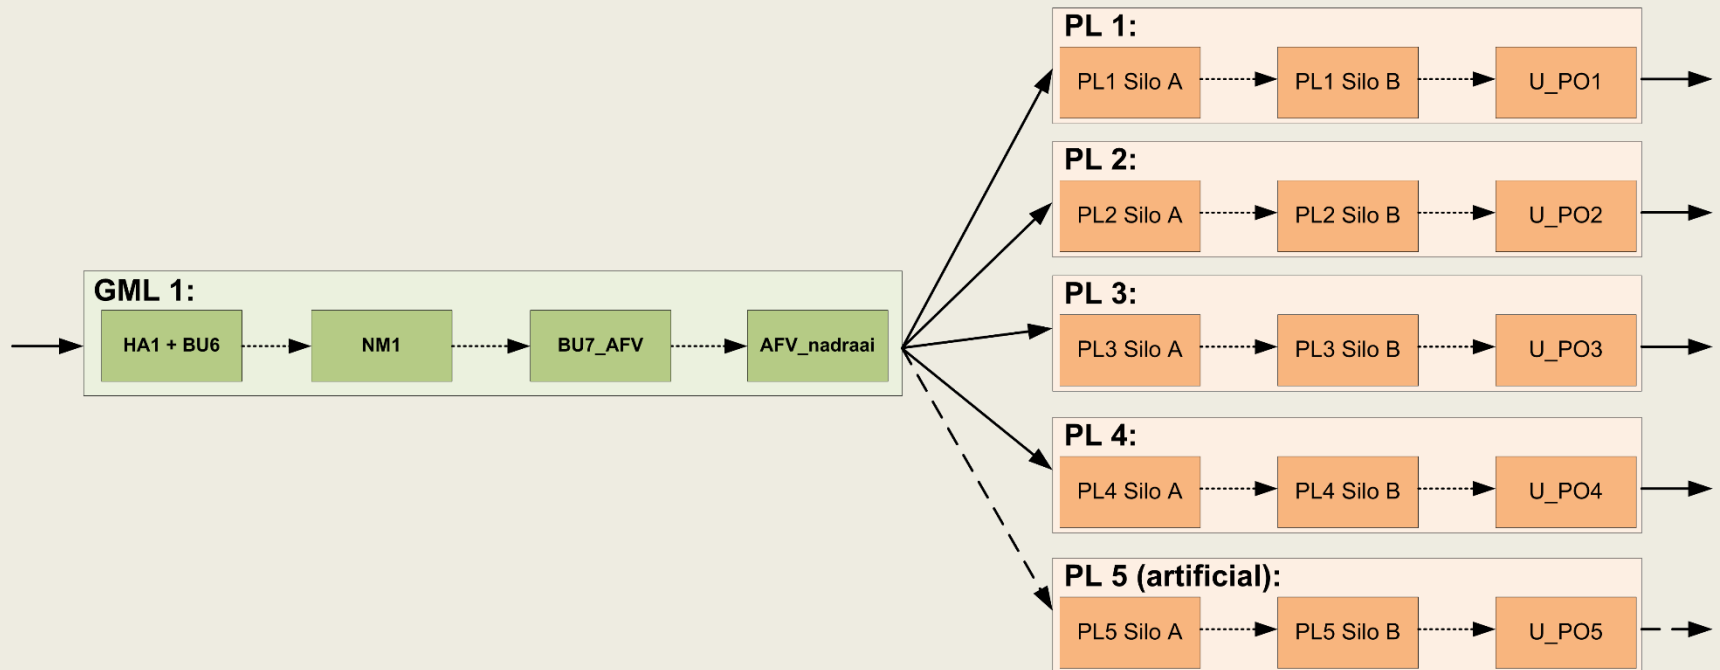 PL 1:
PL1 Silo A
PL1 Silo B
U_PO1
PL 2:
PL2 Silo A
PL2 Silo B
U_PO2
GML 1:
HA1 + BU6
NM1
BU7_AFV
AFV_nadraai
PL 3:
PL3 Silo A
PL3 Silo B
U_PO3
PL 4:
PL4 Silo A
PL4 Silo B
U_PO4
PL 5 (artificial):
PL5 Silo A
PL5 Silo B
U_PO5